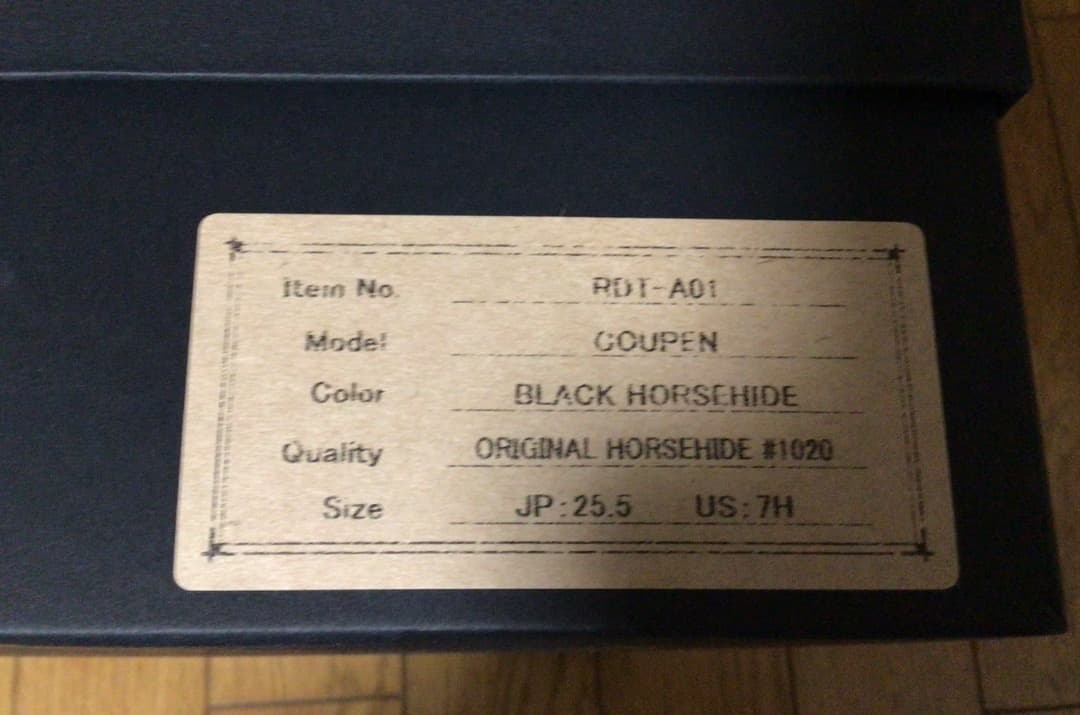 Item No. RDT-A01
Model COUPEN
Color BLACK HORSEHIDE
Quality ORIGINAL HORSEHIDE #1020
Size JP:25.5 US:7H